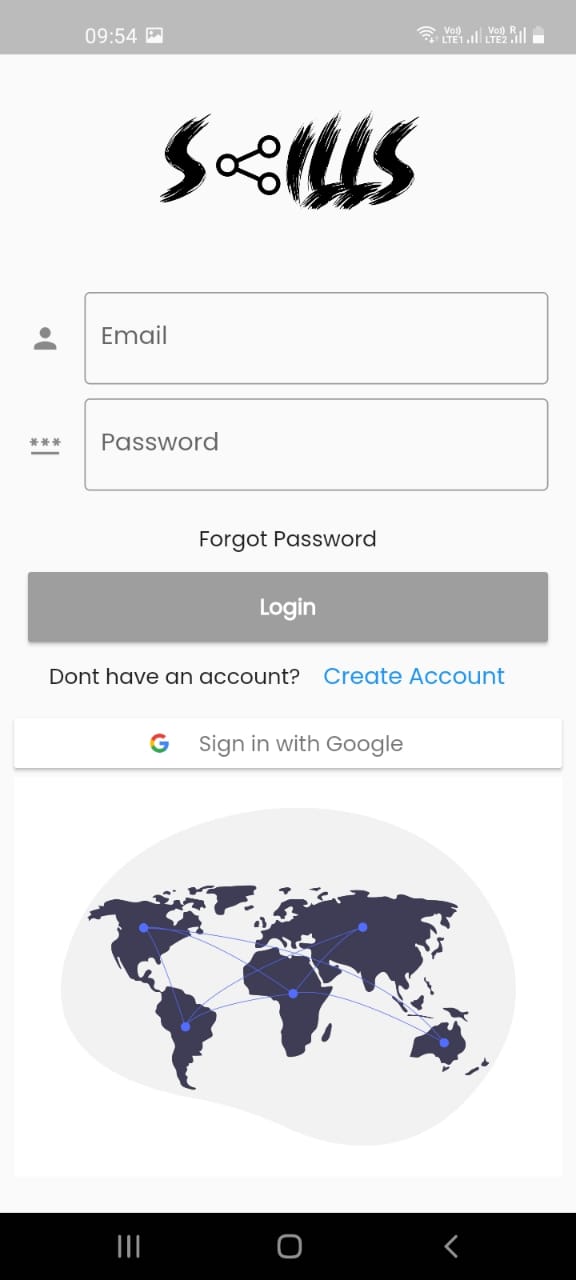 09:54 Vo) LTE1 Vo) R LTE2
SKILLS
Email
*** Password
Forgot Password
Login
Dont have an account? Create Account
G Sign in with Google